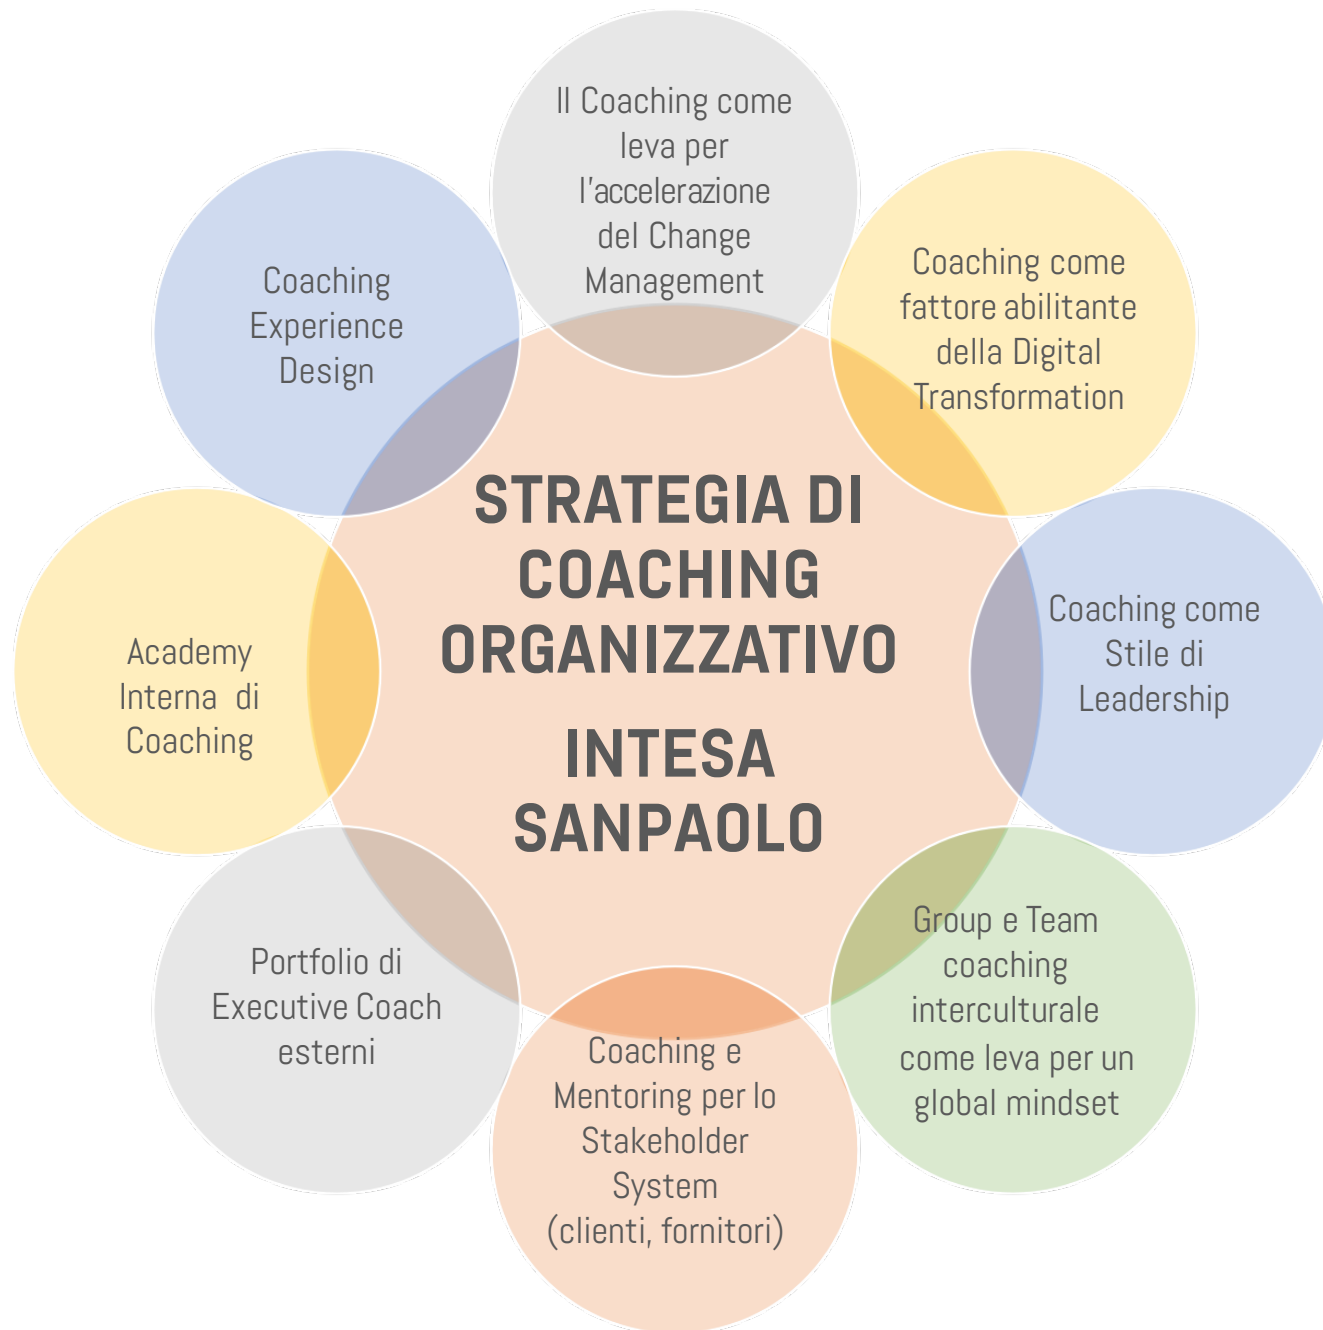 Il Coaching come
leva per
l'accelerazione
del Change
Management
Coaching come
fattore abilitante
della Digital
Transformation
Coaching come
Stile di
Leadership
Group e Team
coaching
interculturale
come leva per un
global mindset
Coaching e
Mentoring per lo
Stakeholder
System
(clienti, fornitori)
Portfolio di
Executive Coach
esterni
Academy
Interna di
Coaching
Coaching
Experience
Design
STRATEGIA DI
COACHING
ORGANIZZATIVO
INTESA
SANPAOLO